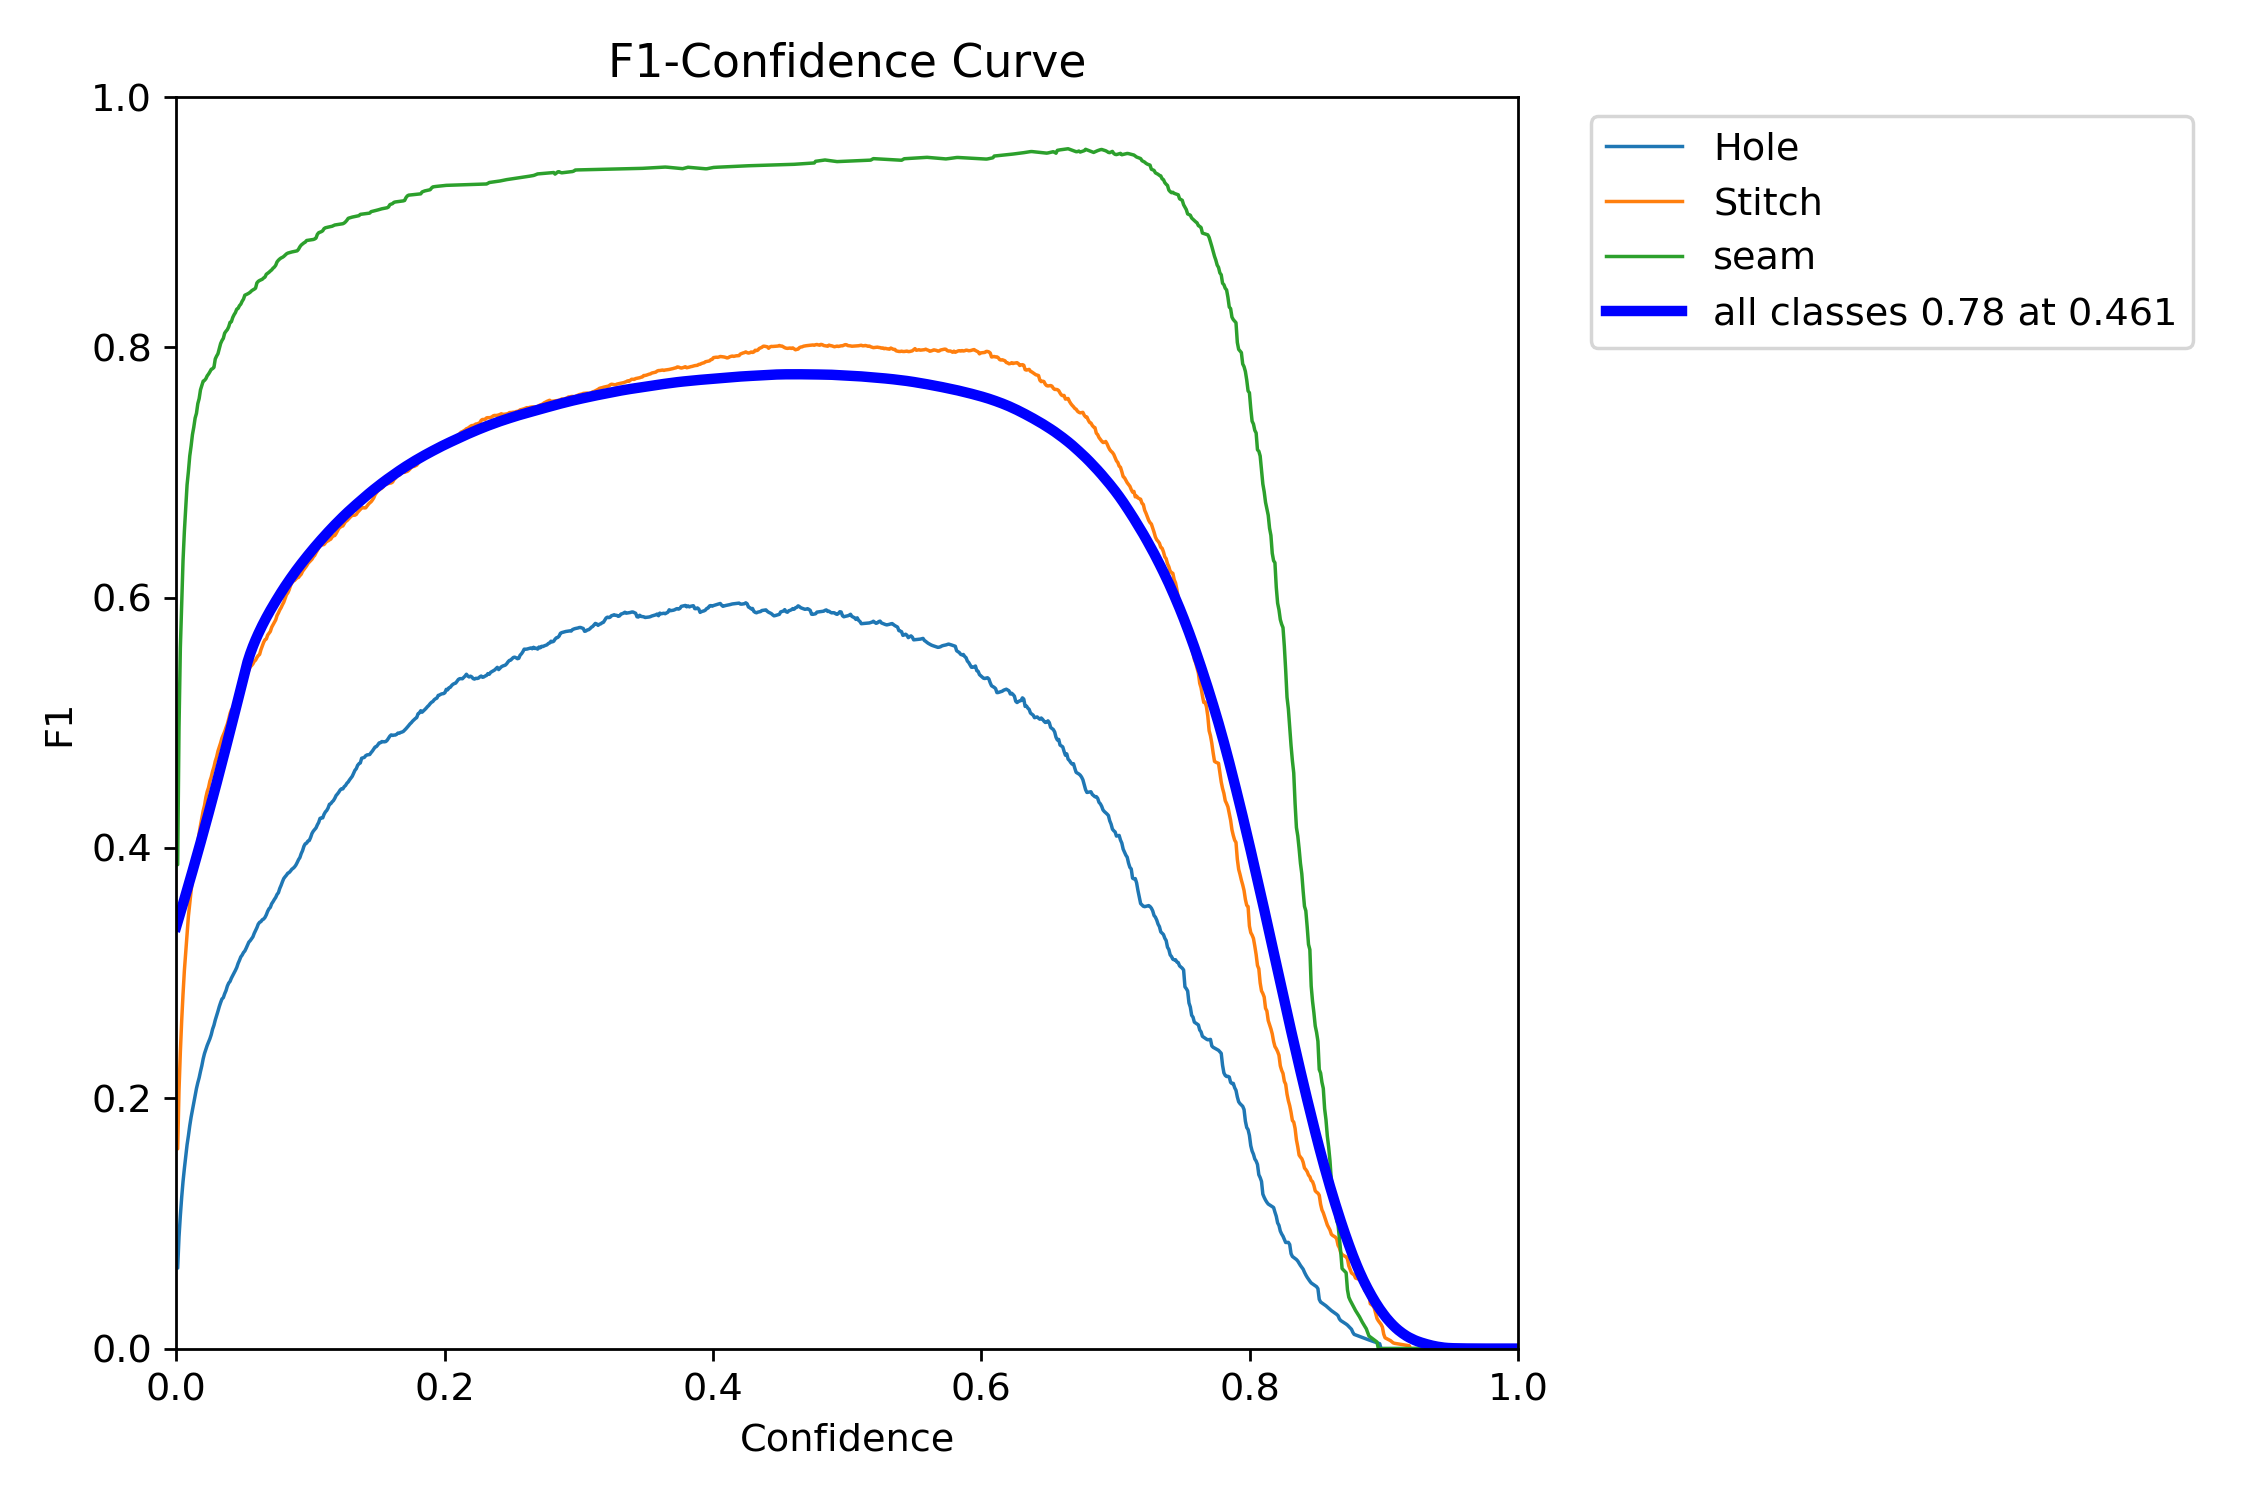 F1-Confidence Curve
1.0
0.8
0.6
0.4
0.2
0.0
F1
0.0 0.2 0.4 0.6 0.8 1.0
Confidence
Hole
Stitch
seam
all classes 0.78 at 0.461